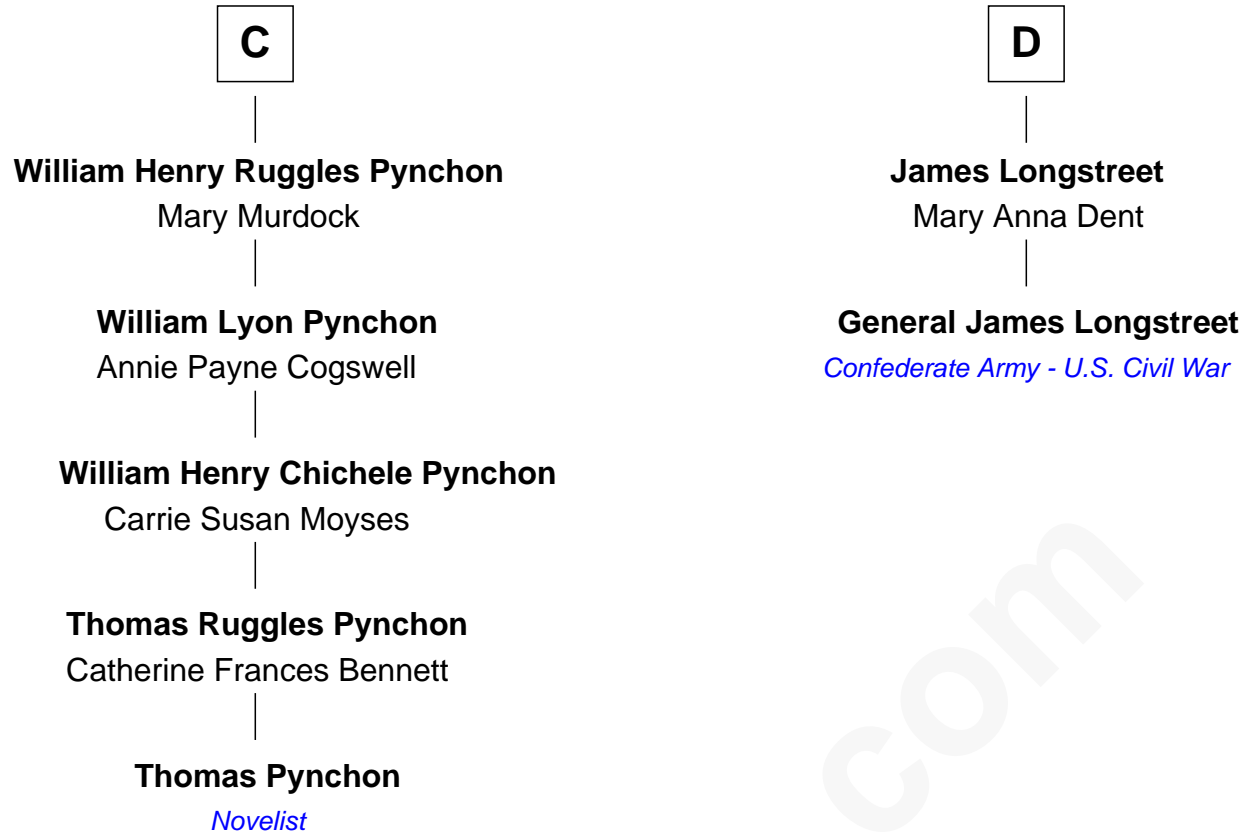 C
William Henry Ruggles Pynchon
Mary Murdock
William Lyon Pynchon
Annie Payne Cogswell
William Henry Chichele Pynchon
Carrie Susan Moyses
Thomas Ruggles Pynchon
Catherine Frances Bennett
Thomas Pynchon
Novelist
D
James Longstreet
Mary Anna Dent
General James Longstreet
Confederate Army - U.S. Civil War
com